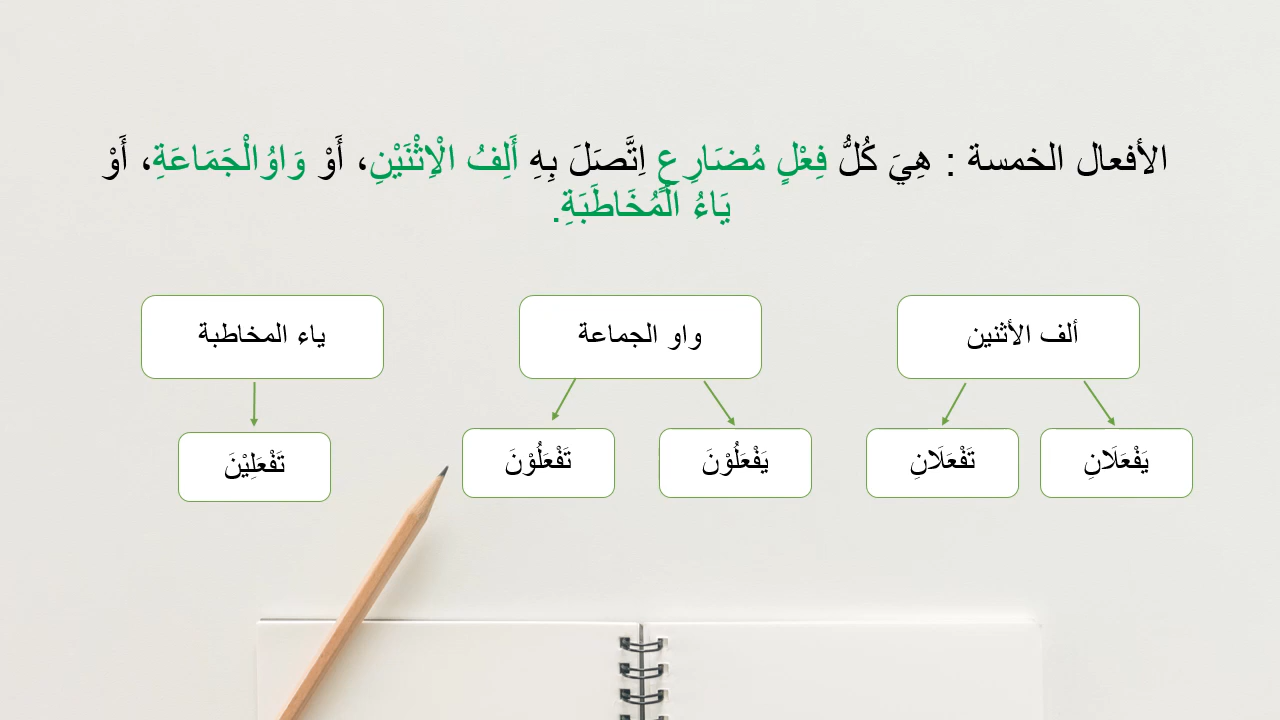 الأفعال الخمسة : هِيَ كُلُّ فِعْلٍ مُضَارِعٍ اِتَّصَلَ بِهِ أَلِفُ الْاِثْنَيْنِ، أَوْ وَاوُالْجَمَاعَةِ، أَوْ
يَاءُ الْمُخَاطَبَةِ.
ألف الأثنين
واو الجماعة
ياء المخاطبة
يَفْعَلَانِ
تَفْعَلَانِ
يَفْعَلُوْنَ
تَفْعَلُوْنَ
تَفْعَلِيْنَ